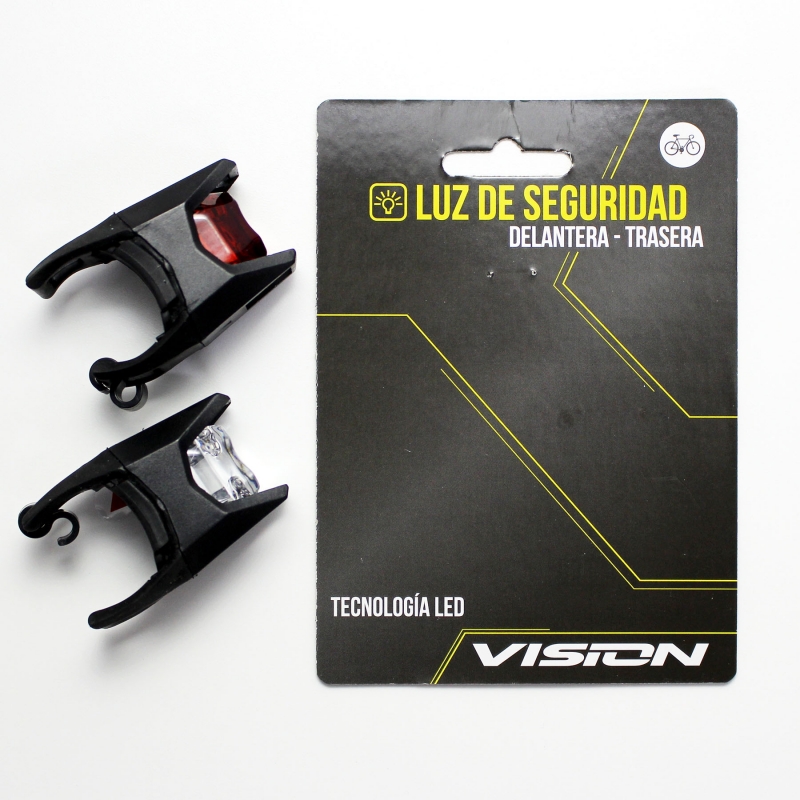 LUZ DE SEGURIDAD
DELANTERA - TRASERA
TECNOLOGÍA LED
VISION